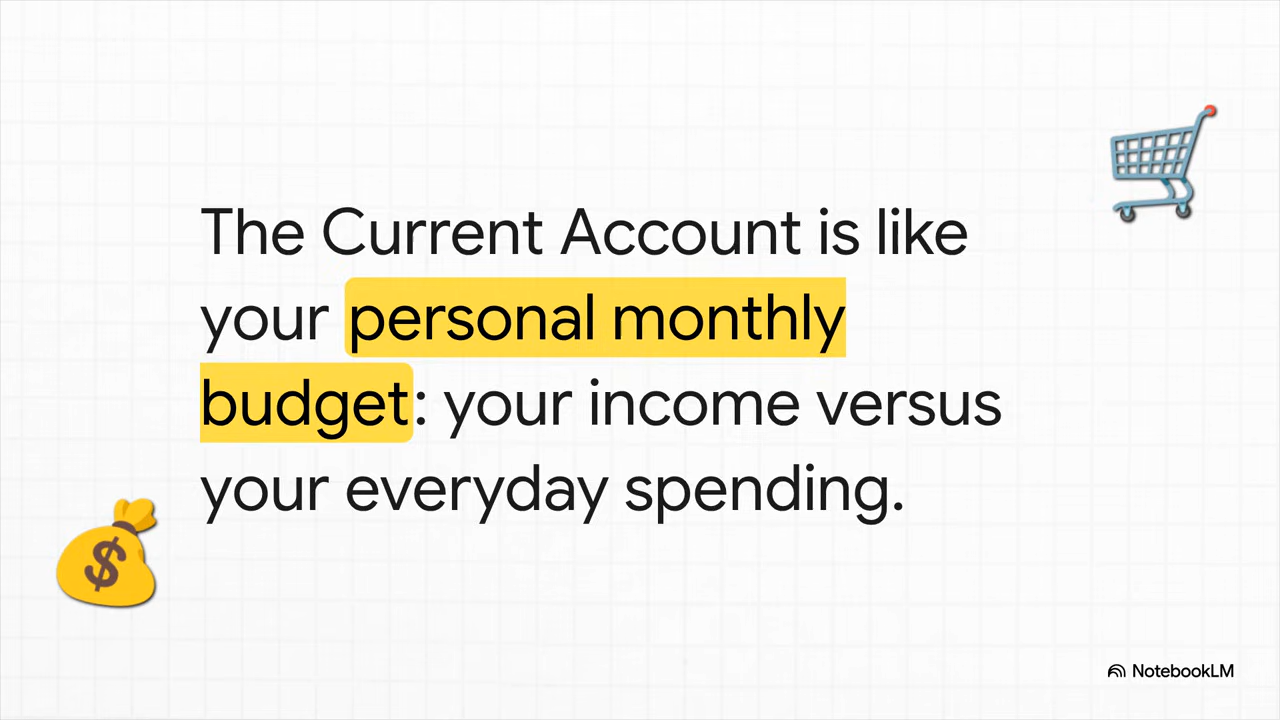 The Current Account is like
your personal monthly
budget: your income versus
your everyday spending.
$
NotebookLM